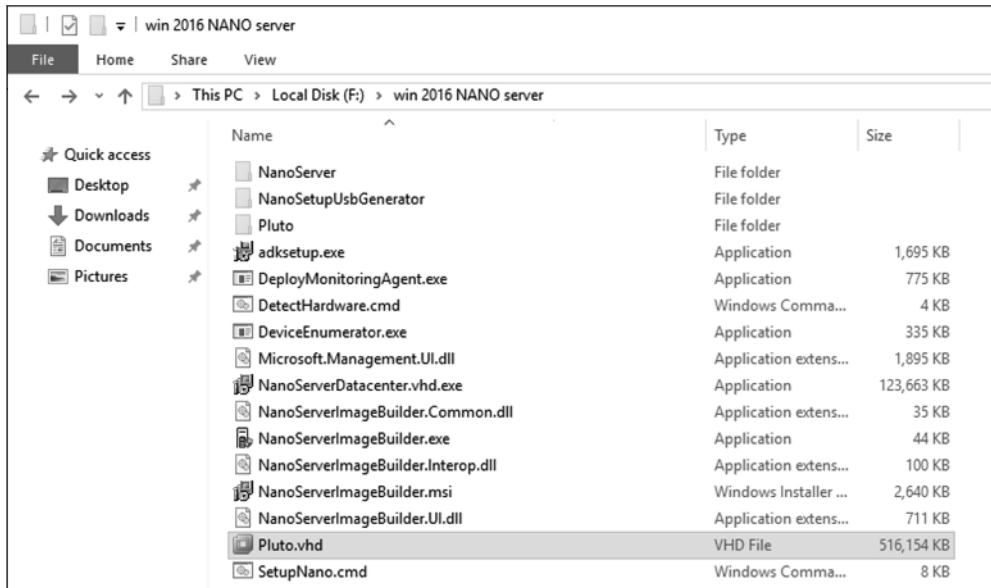 win 2016 NANO server
File Home Share View
This PC > Local Disk (F:) > win 2016 NANO server
Name Type Size
Quick access
Desktop
Downloads
Documents
Pictures
NanoServer File folder
NanoSetupUsbGenerator File folder
Pluto File folder
adksetup.exe Application 1,695 KB
DeployMonitoringAgent.exe Application 775 KB
DetectHardware.cmd Windows Comma... 4 KB
DeviceEnumerator.exe Application 335 KB
Microsoft.Management.UI.dll Application extens... 1,895 KB
NanoServerDatacenter.vhd.exe Application 123,663 KB
NanoServerImageBuilder.Common.dll Application extens... 35 KB
NanoServerImageBuilder.exe Application 44 KB
NanoServerImageBuilder.Interop.dll Application extens... 100 KB
NanoServerImageBuilder.msi Windows Installer ... 2,640 KB
NanoServerImageBuilder.UI.dll Application extens... 711 KB
Pluto.vhd VHD File 516,154 KB
SetupNano.cmd Windows Comma... 8 KB